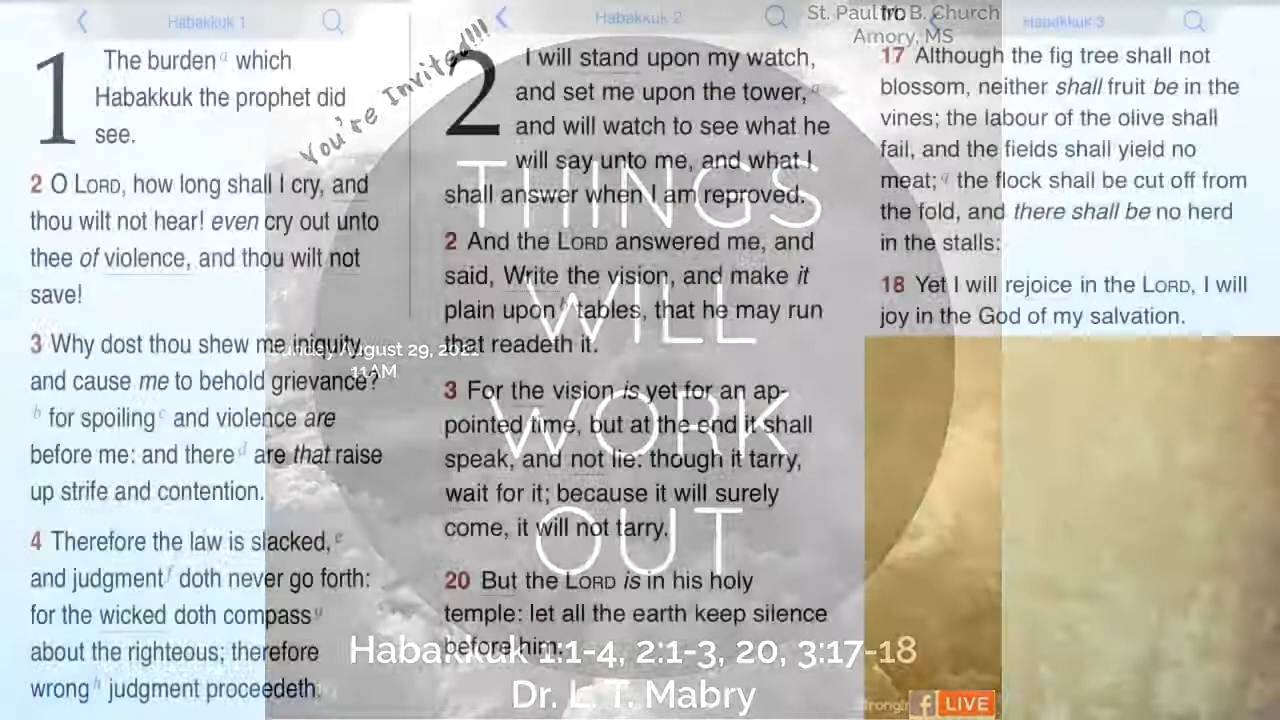 Habakkuk 1
1 The burden a which
Habakkuk the prophet did
see.
2 O LORD, how long shall I cry, and
thou wilt not hear! even cry out unto
thee of violence, and thou wilt not
save!
3 Why dost thou shew me iniquity,
and cause me to behold grievance?
b for spoiling c and violence are
before me: and there d are that raise
up strife and contention.
4 Therefore the law is slacked, e
and judgment f doth never go forth:
for the wicked doth compass g
about the righteous; therefore
wrong h judgment proceedeth.
You're Invited!!!
Sunday August 29, 2021
11AM
Habakkuk 2
2 I will stand upon my watch,
and set me upon the tower, a
and will watch to see what he
will say unto me, and what I
shall answer when I am reproved.
2 And the LORD answered me, and
said, Write the vision, and make it
plain upon b tables, that he may run
that readeth it.
3 For the vision is yet for an ap-
pointed time, but at the end it shall
speak, and not lie: though it tarry,
wait for it; because it will surely
come, it will not tarry.
20 But the LORD is in his holy
temple: let all the earth keep silence
before him.
THINGS
WILL
WORK
OUT
St. Paul M. B. Church
Amory, MS
Habakkuk 3
17 Although the fig tree shall not
blossom, neither shall fruit be in the
vines; the labour of the olive shall
fail, and the fields shall yield no
meat; q the flock shall be cut off from
the fold, and there shall be no herd
in the stalls:
18 Yet I will rejoice in the LORD, I will
joy in the God of my salvation.
Habakkuk 1:1-4, 2:1-3, 20, 3:17-18
Dr. L. T. Mabry
f LIVE